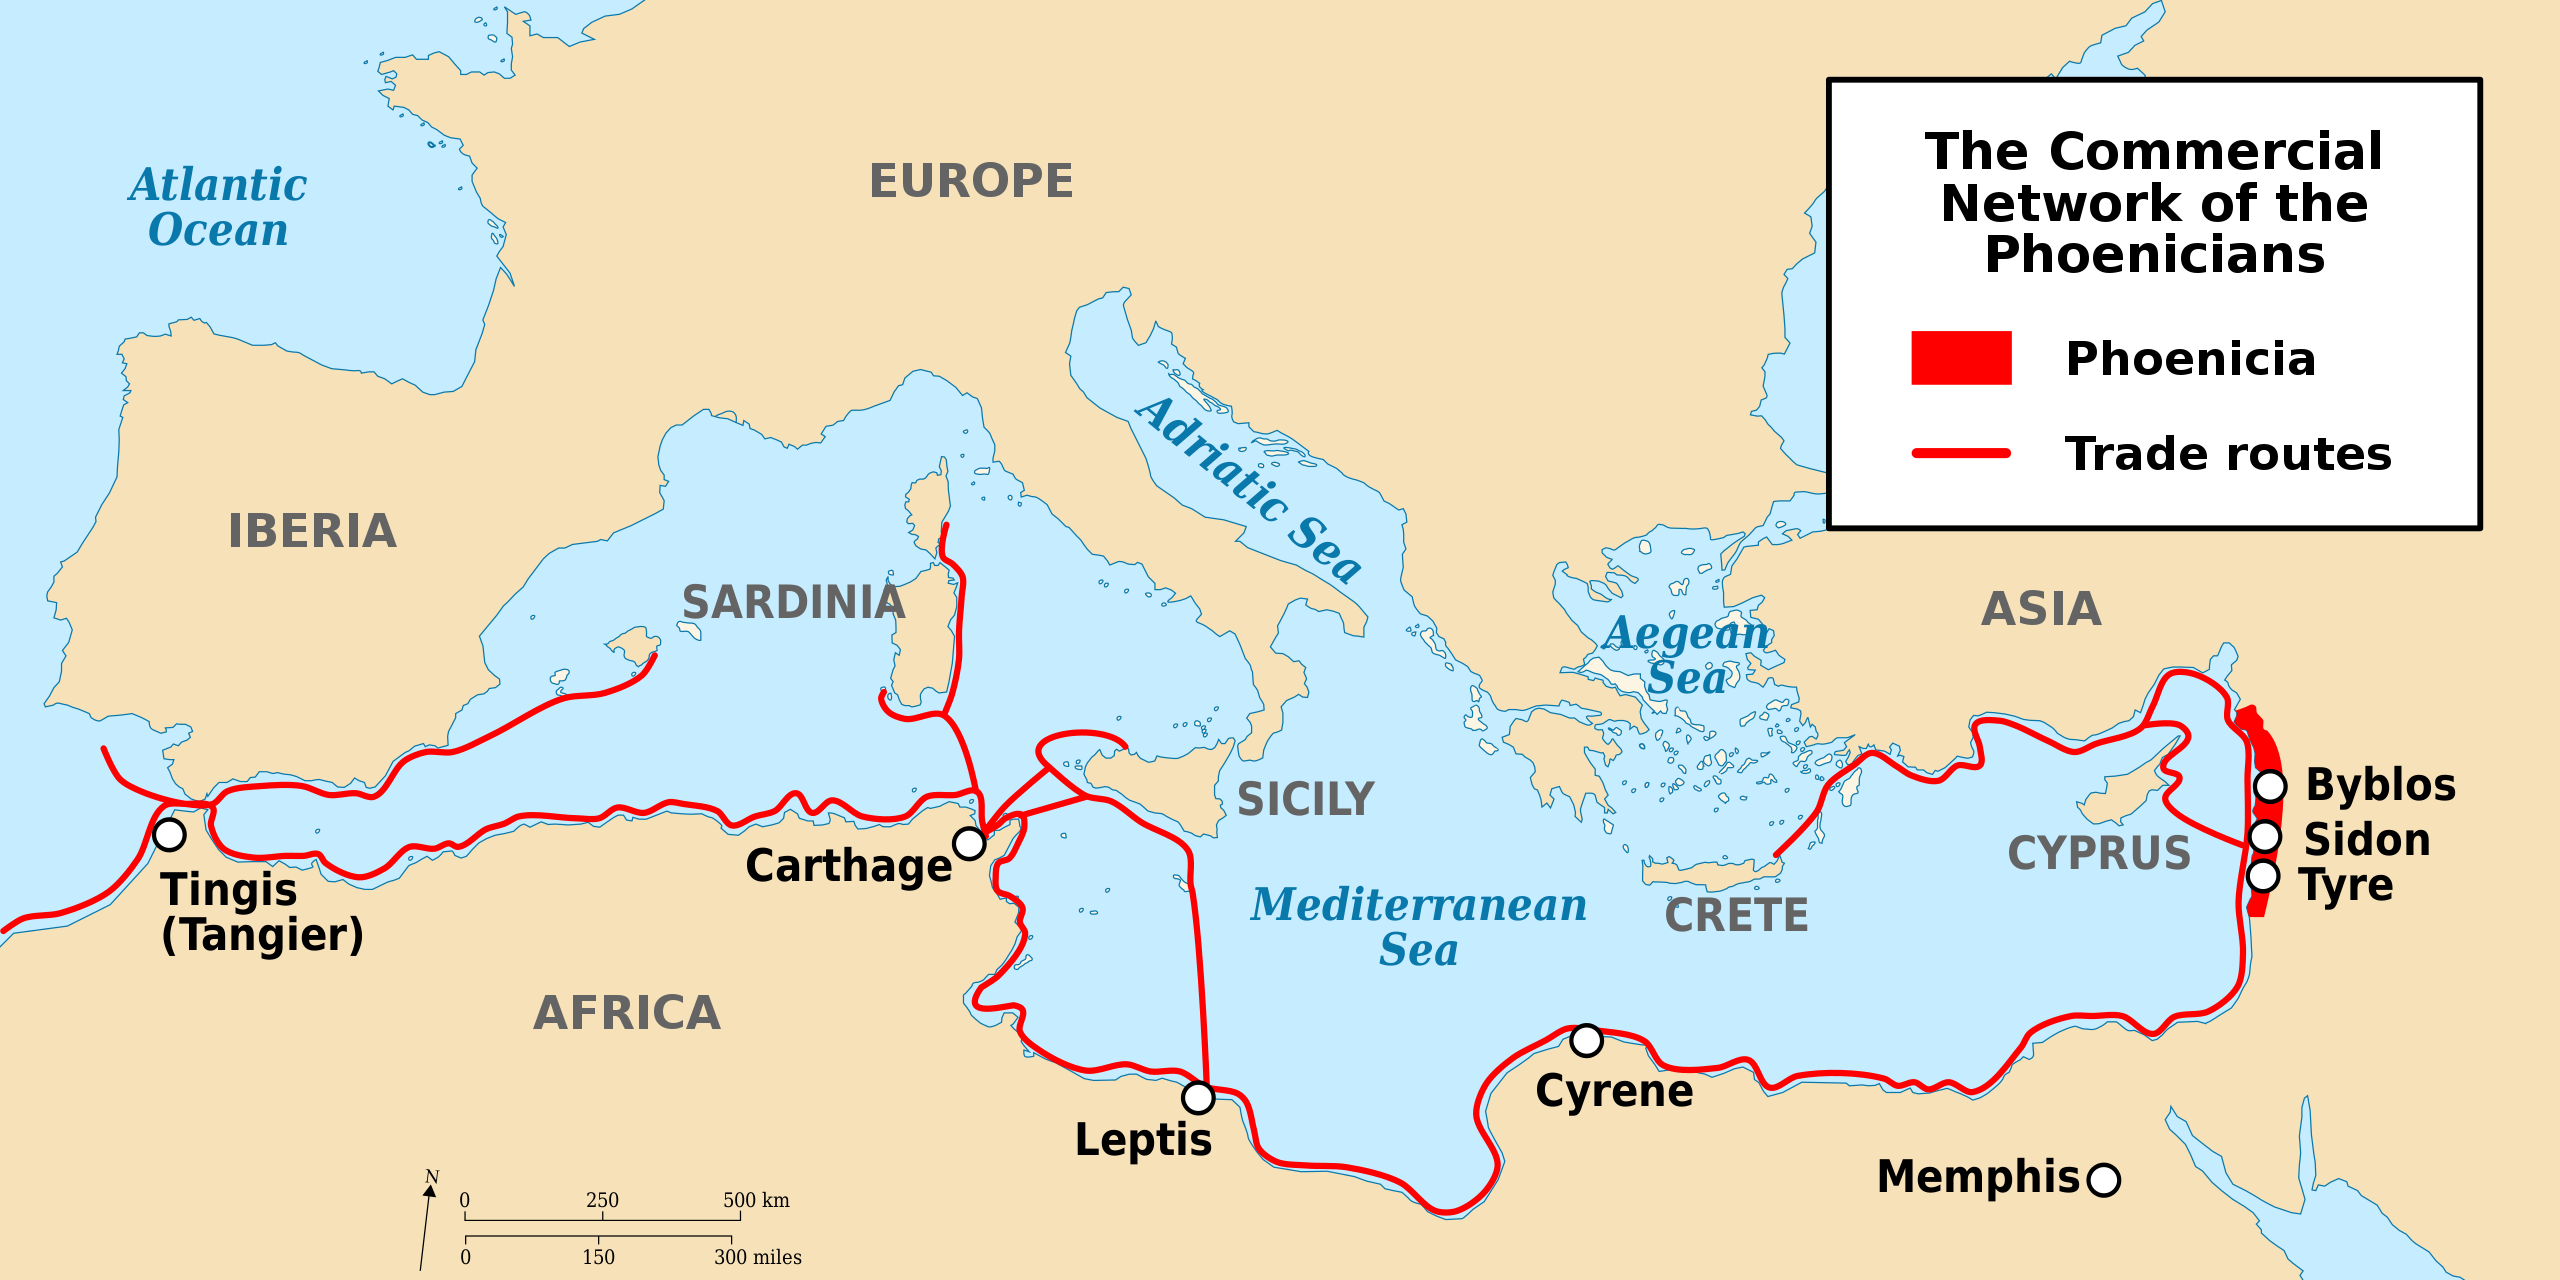 The Commercial
Network of the
Phoenicians
Phoenicia
Trade routes
Atlantic
Ocean
EUROPE
Adriatic Sea
IBERIA
SARDINIA
ASIA
Aegean
Sea
SICILY
Byblos
CYPRUS
Sidon
Carthage
Tyre
Tingis
(Tangier)
Mediterranean
Sea
CRETE
AFRICA
Cyrene
Leptis
Memphis
N
0 250 500 km
0 150 300 miles